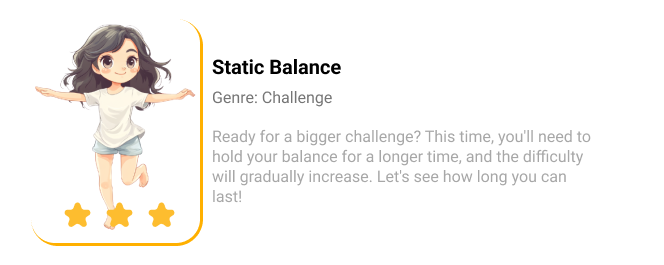 Static Balance
Genre: Challenge
Ready for a bigger challenge? This time, you'll need to
hold your balance for a longer time, and the difficulty
will gradually increase. Let's see how long you can
last!